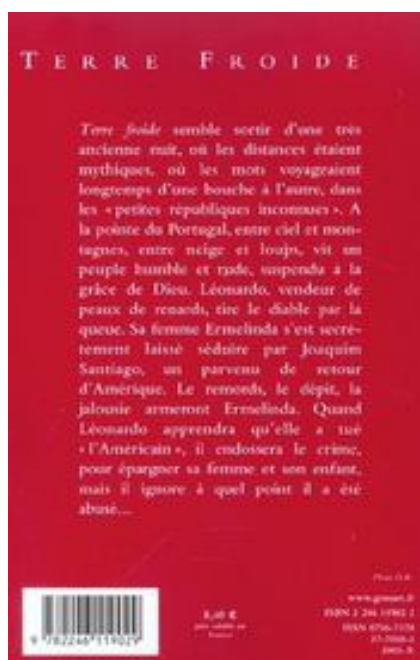 TERRE FROIDE
Terre froide semble sortir d'une très
ancienne nuit, où les distances étaient
mythiques, où les mots voyageaient
longtemps d'une bouche à l'autre, dans
les «petites républiques inconnues». A
la pointe du Portugal, entre ciel et mon-
tagnes, entre neige et loups, vit un
peuple humble et rude, suspendu à la
grâce de Dieu. Léonardo, vendeur de
peaux de renards, tire le diable par la
queue. Sa femme Ermelinda s'est secrè-
tement laissé séduire par Joaquim
Santiago, un parvenu de retour
d'Amérique. Le remords, le dépit, la
jalousie armeront Ermelinda. Quand
Léonardo apprendra qu'elle a tué
«l'Américain», il endossera le crime,
pour épargner sa femme et son enfant,
mais il ignore à quel point il a été
abusé...
www.grasset.fr
9 782246 119029